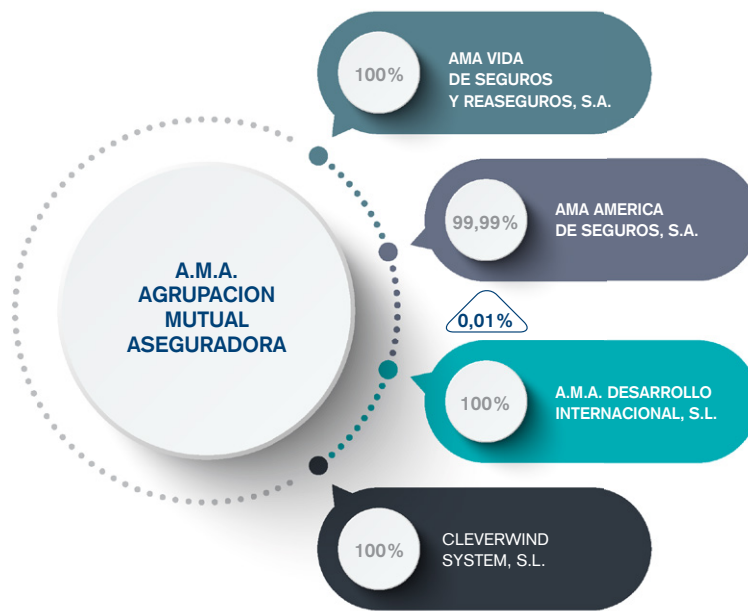 A.M.A.
AGRUPACION
MUTUAL
ASEGURADORA
100%
AMA VIDA
DE SEGUROS
Y REASEGUROS, S.A.
99,99%
AMA AMERICA
DE SEGUROS, S.A.
0,01%
100%
A.M.A. DESARROLLO
INTERNACIONAL, S.L.
100%
CLEVERWIND
SYSTEM, S.L.